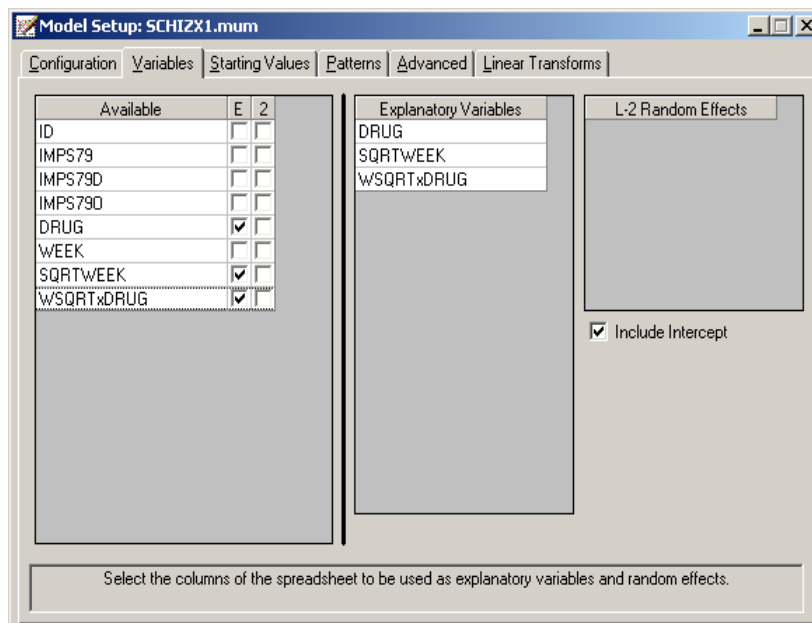 Model Setup: SCHIZX1.mum
Configuration Variables Starting Values Patterns Advanced Linear Transforms
Available E 2
ID
IMPS79
IMPS79D
IMPS79O
DRUG
WEEK
SQRTWEEK
WSQRTxDRUG
Explanatory Variables
DRUG
SQRTWEEK
WSQRTxDRUG
L-2 Random Effects
Include Intercept
Select the columns of the spreadsheet to be used as explanatory variables and random effects.